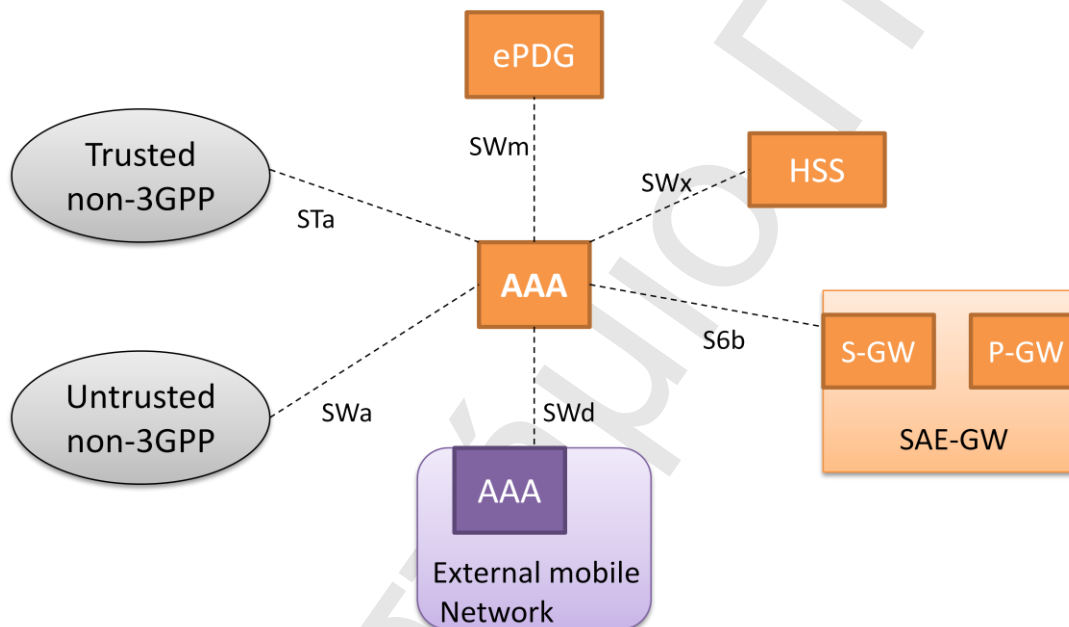 ePDG
Trusted
non-3GPP
SWm
HSS
SWx
STa
AAA
S6b
S-GW
P-GW
Untrusted
non-3GPP
SWa
SWd
SAE-GW
AAA
External mobile
Network